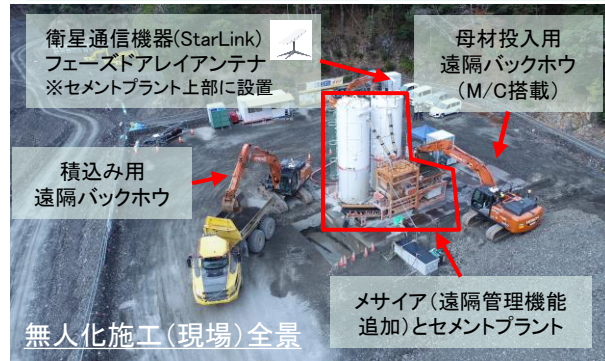 衛星通信機器(StarLink)
フェーズドアレイアンテナ
※セメントプラント上部に設置
母材投入用
遠隔バックホウ
(M/C搭載)
積込み用
遠隔バックホウ
メサイア(遠隔管理機能
追加)とセメントプラント
無人化施工(現場)全景